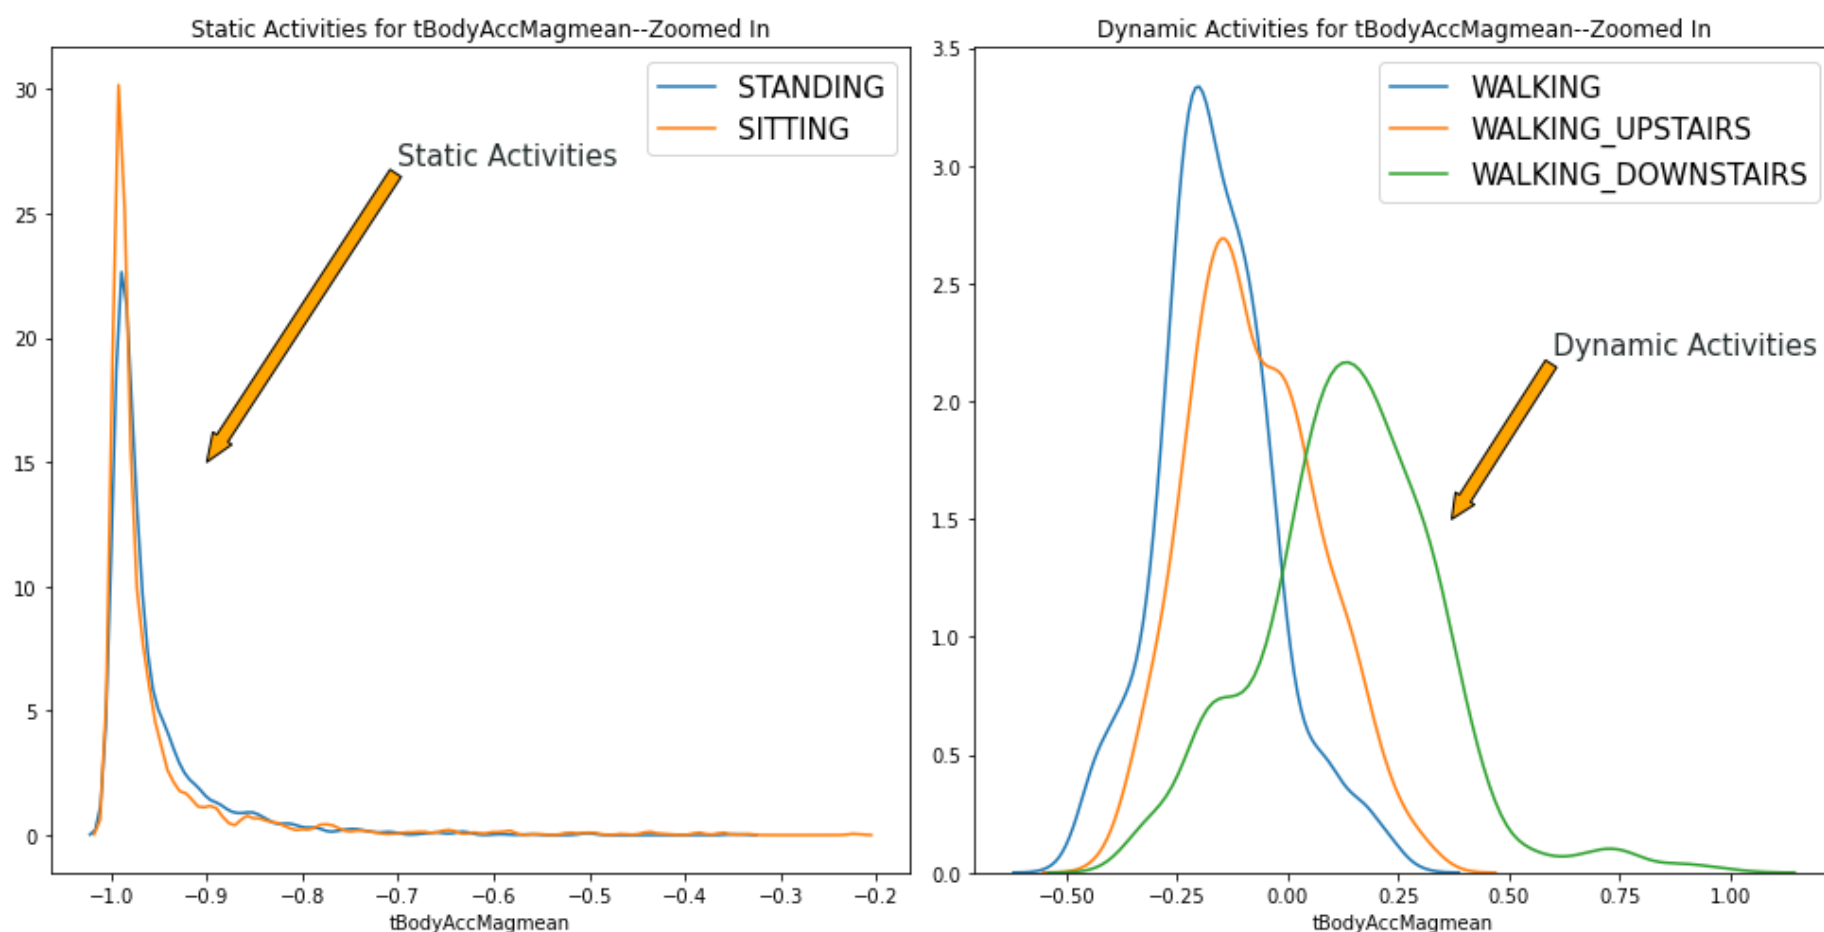 Static Activities for tBodyAccMagmean--Zoomed In
STANDING
SITTING
Static Activities
30
25
20
15
10
5
0
−1.0 −0.9 −0.8 −0.7 −0.6 −0.5 −0.4 −0.3 −0.2
tBodyAccMagmean
Dynamic Activities for tBodyAccMagmean--Zoomed In
WALKING
WALKING_UPSTAIRS
WALKING_DOWNSTAIRS
Dynamic Activities
3.5
3.0
2.5
2.0
1.5
1.0
0.5
0.0
−0.50 −0.25 0.00 0.25 0.50 0.75 1.00
tBodyAccMagmean